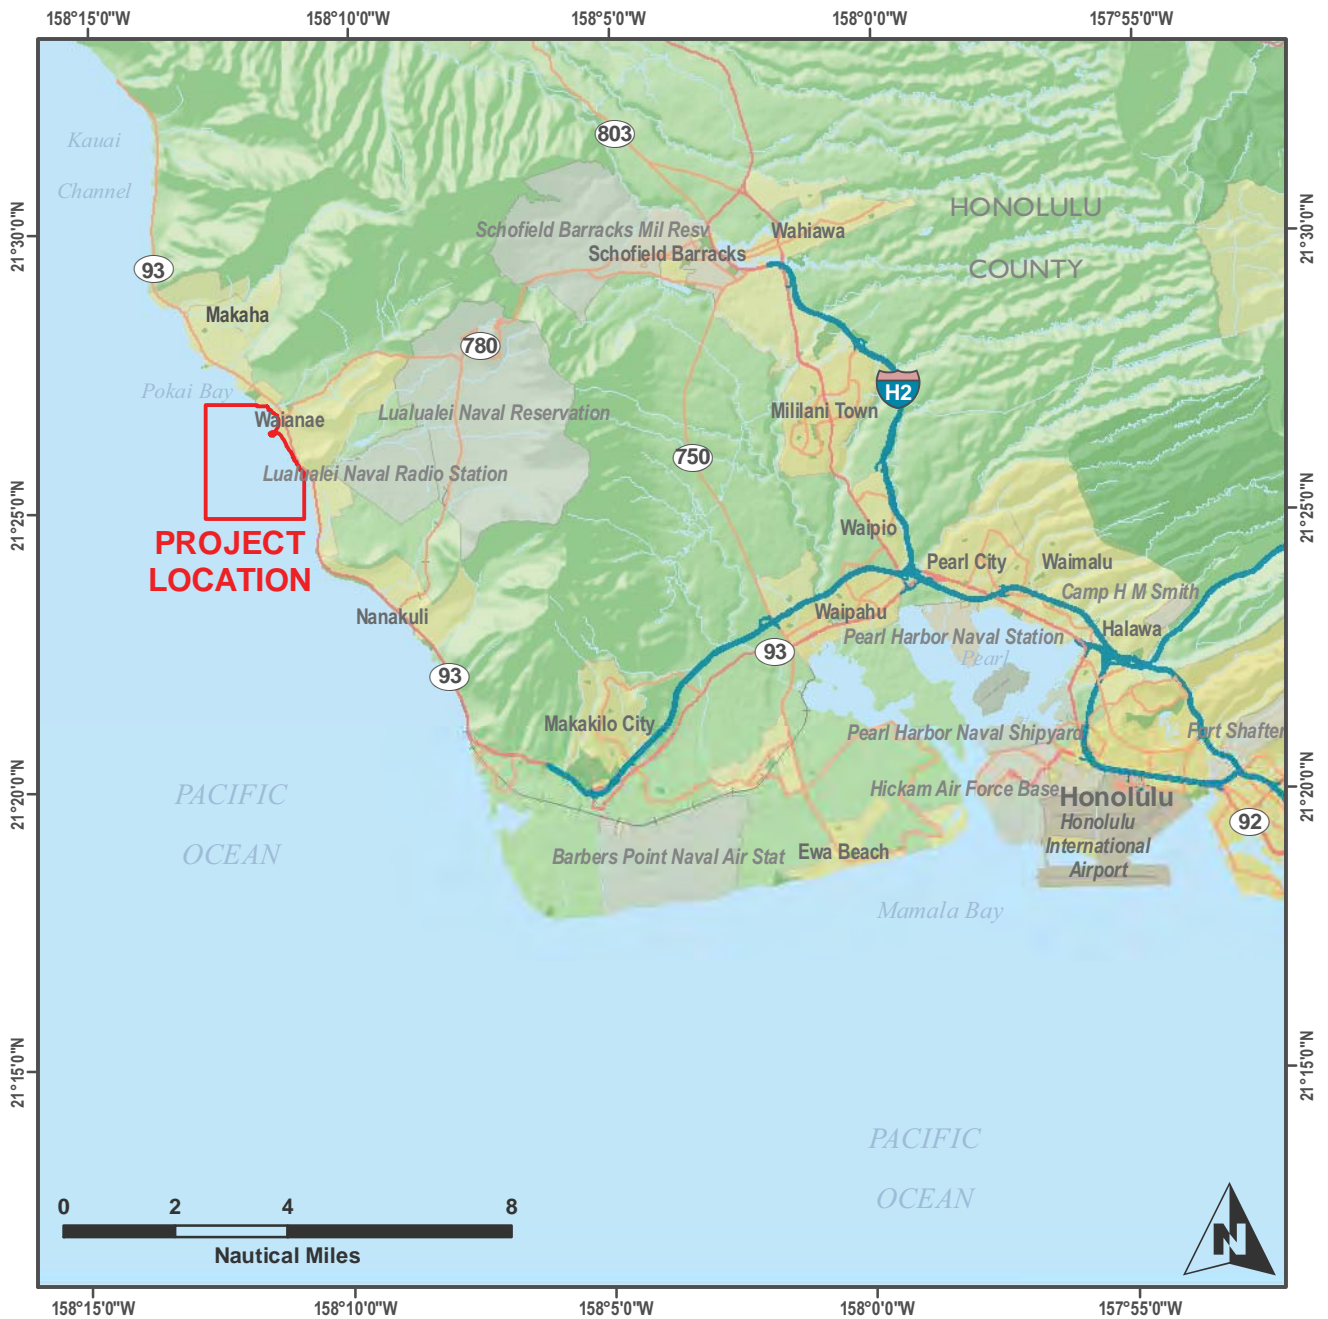 158°15'0"W
158°10'0"W
158°5'0"W
158°0'0"W
157°55'0"W
Kauai
Channel
803
HONOLULU
COUNTY
21°30'0"N
21°30'0"N
Schofield Barracks Mil Resv
Schofield Barracks
Wahiawa
93
Makaha
780
H2
Pokai Bay
Waianae
Lualualei Naval Reservation
Mililani Town
750
Lualualei Naval Radio Station
21°25'0"N
21°25'0"N
PROJECT
LOCATION
Waipio
Pearl City
Waimalu
Camp H M Smith
Nanakuli
Waipahu
Halawa
Pearl Harbor Naval Station
Pearl
93
93
Makakilo City
Pearl Harbor Naval Shipyard
Fort Shafter
PACIFIC
OCEAN
21°20'0"N
21°20'0"N
Hickam Air Force Base
Honolulu
Honolulu
International
Airport
92
Barbers Point Naval Air Stat
Ewa Beach
Mamala Bay
21°15'0"N
21°15'0"N
PACIFIC
OCEAN
0
2
4
8
Nautical Miles
N
158°15'0"W
158°10'0"W
158°5'0"W
158°0'0"W
157°55'0"W